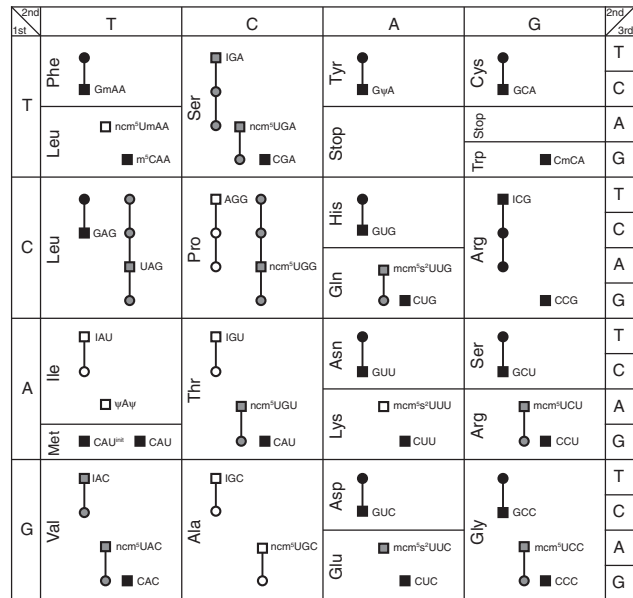 2nd
1st
T
C
A
G
2nd
3rd
T
Phe
GmAA
Leu
ncm⁵UmAA
m⁵CAA
Ser
IGA
ncm⁵UGA
CGA
Tyr
GψA
Stop
Cys
GCA
Stop
Trp
CmCA
T
C
A
G
C
Leu
GAG
UAG
Pro
AGG
ncm⁵UGG
His
GUG
Gln
mcm⁵s²UUG
CUG
Arg
ICG
CCG
T
C
A
G
A
Ile
IAU
ψAψ
Met
CAUⁱⁿⁱᵗ
CAU
Thr
IGU
ncm⁵UGU
CAU
Asn
GUU
Lys
mcm⁵s²UUU
CUU
Ser
GCU
Arg
mcm⁵UCU
CCU
T
C
A
G
G
Val
IAC
ncm⁵UAC
CAC
Ala
IGC
ncm⁵UGC
Asp
GUC
Glu
mcm⁵s²UUC
CUC
Gly
GCC
mcm⁵UCC
CCC
T
C
A
G